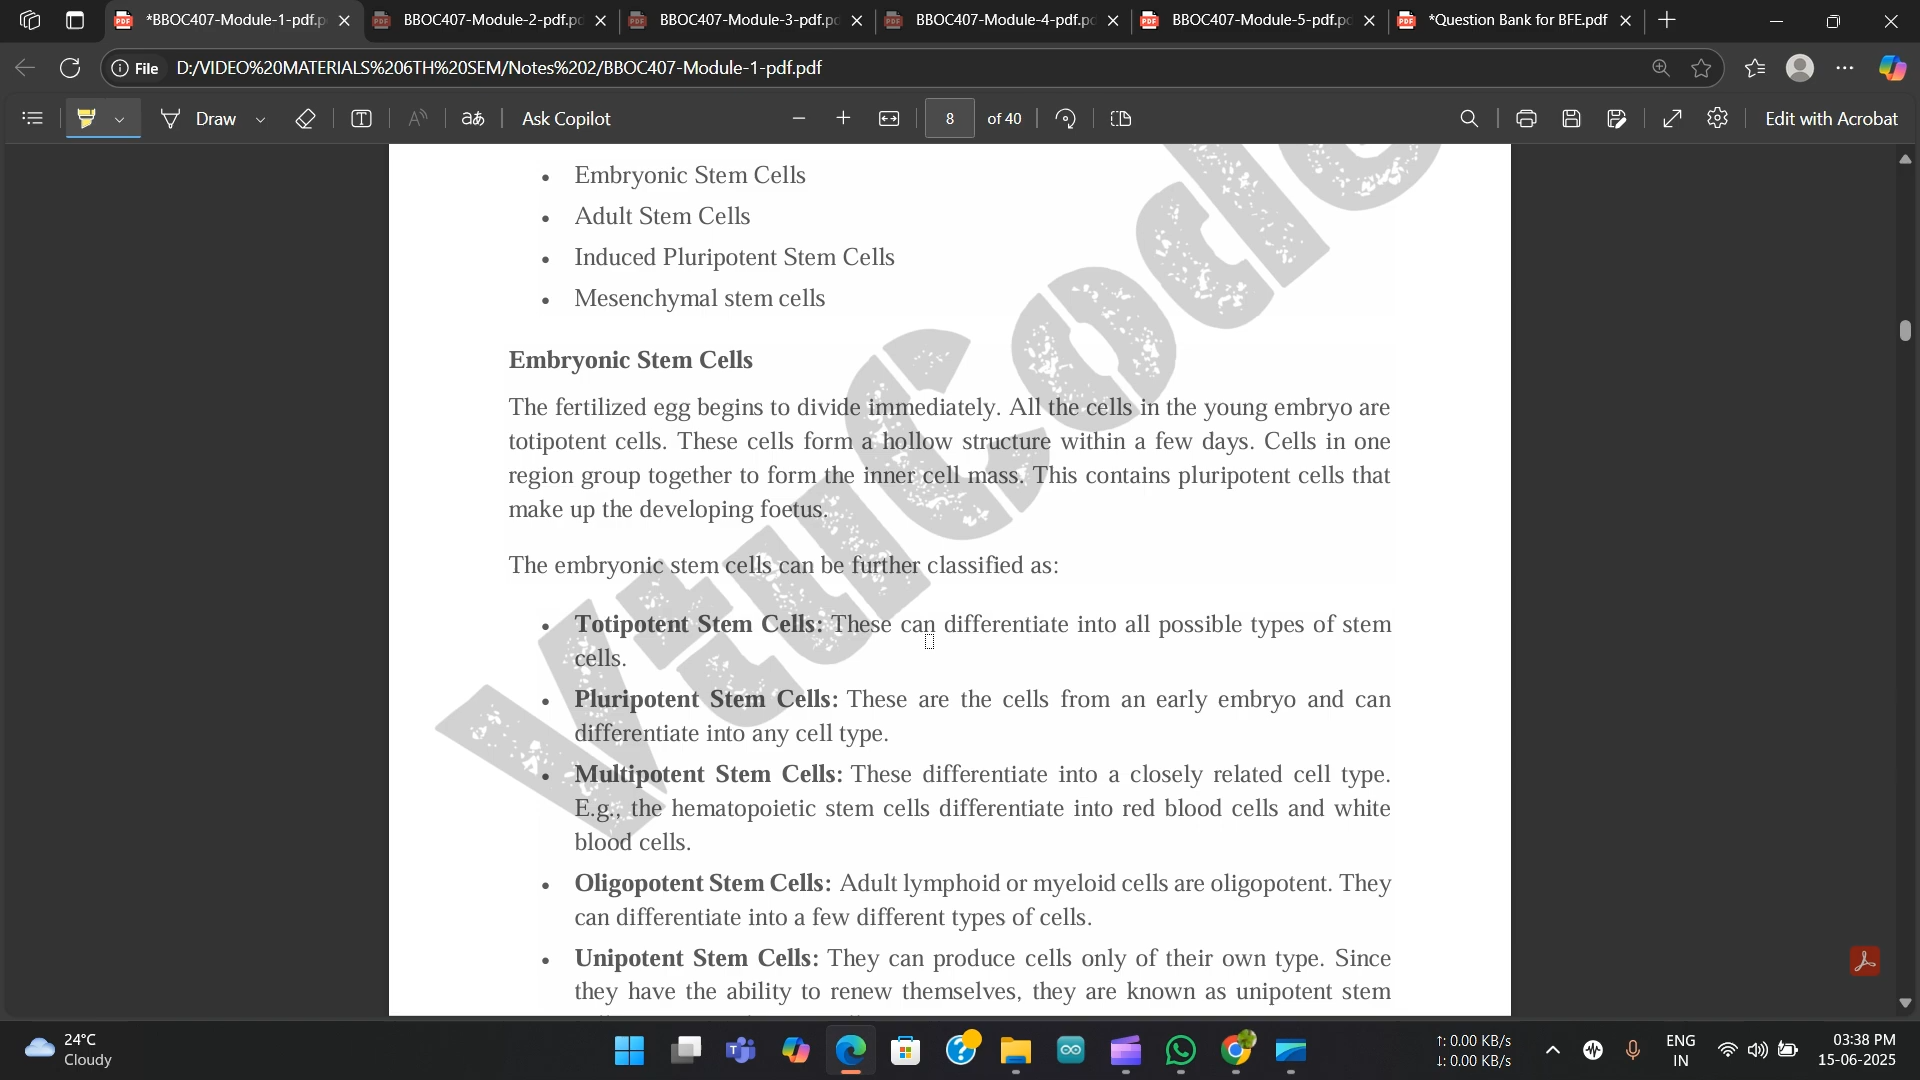 *BBOC407-Module-1-pdf.p
BBOC407-Module-2-pdf.pd
BBOC407-Module-3-pdf.pd
BBOC407-Module-4-pdf.pd
BBOC407-Module-5-pdf.pd
*Question Bank for BFE.pdf
File
D:/VIDEO%20MATERIALS%206TH%20SEM/Notes%202/BBOC407-Module-1-pdf.pdf
Draw
Ask Copilot
8 of 40
Edit with Acrobat
• Embryonic Stem Cells
• Adult Stem Cells
• Induced Pluripotent Stem Cells
• Mesenchymal stem cells
Embryonic Stem Cells
The fertilized egg begins to divide immediately. All the cells in the young embryo are
totipotent cells. These cells form a hollow structure within a few days. Cells in one
region group together to form the inner cell mass. This contains pluripotent cells that
make up the developing foetus.
The embryonic stem cells can be further classified as:
• Totipotent Stem Cells: These can differentiate into all possible types of stem
cells.
• Pluripotent Stem Cells: These are the cells from an early embryo and can
differentiate into any cell type.
• Multipotent Stem Cells: These differentiate into a closely related cell type.
E.g., the hematopoietic stem cells differentiate into red blood cells and white
blood cells.
• Oligopotent Stem Cells: Adult lymphoid or myeloid cells are oligopotent. They
can differentiate into a few different types of cells.
• Unipotent Stem Cells: They can produce cells only of their own type. Since
they have the ability to renew themselves, they are known as unipotent stem
VtuCode
24°C
Cloudy
↑: 0.00 KB/s
↓: 0.00 KB/s
ENG
IN
03:38 PM
15-06-2025